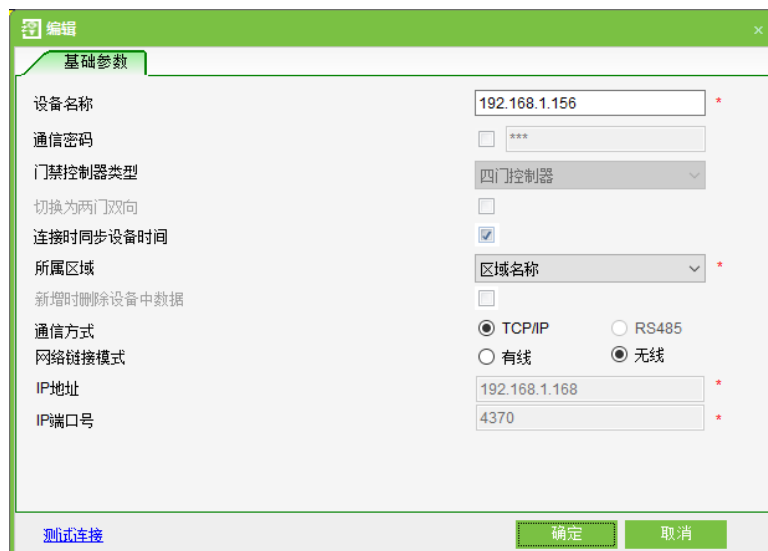 编辑
基础参数
设备名称 192.168.1.156 *
通信密码 ***
门禁控制器类型 四门控制器
切换为两门双向
连接时同步设备时间
所属区域 区域名称 *
新增时删除设备中数据
通信方式 TCP/IP RS485
网络链接模式 有线 无线
IP地址 192.168.1.168 *
IP端口号 4370 *
测试连接 确定 取消